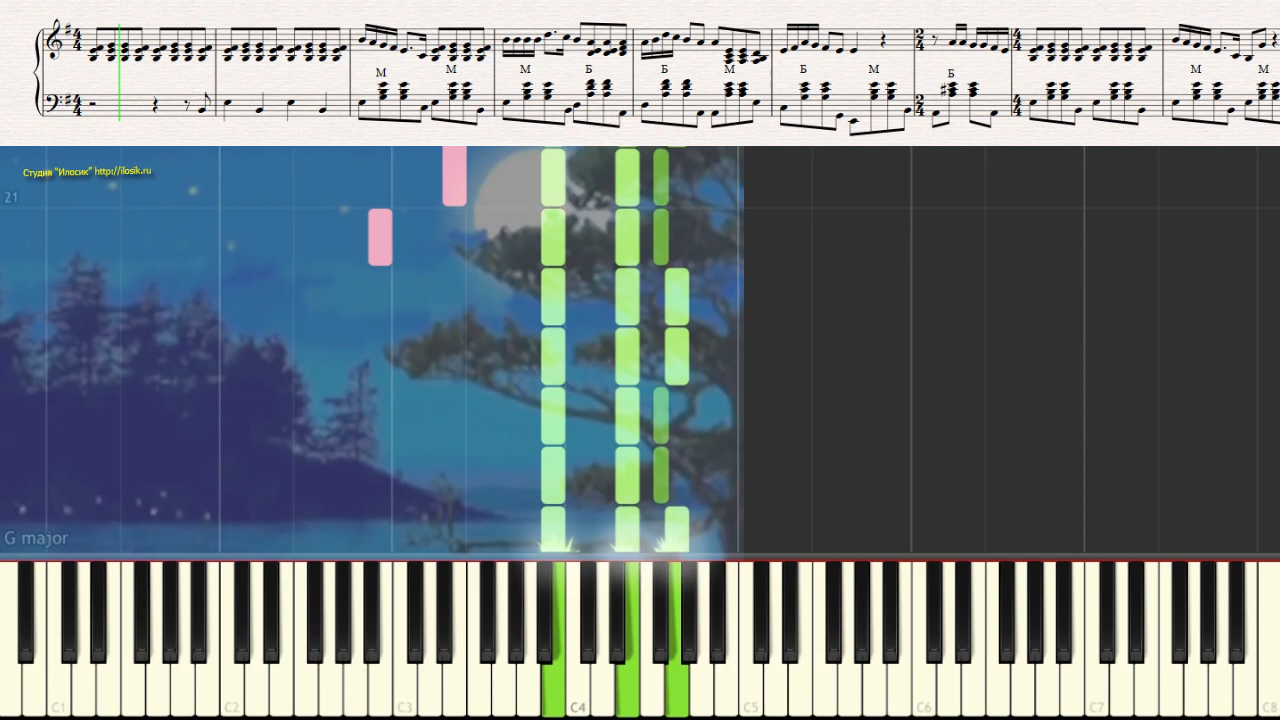 М М М Б Б М Б М Б М М
Студия "Илосик" http://ilosik.ru
21
G major
C1 C2 C3 C4 C5 C6 C7 C8